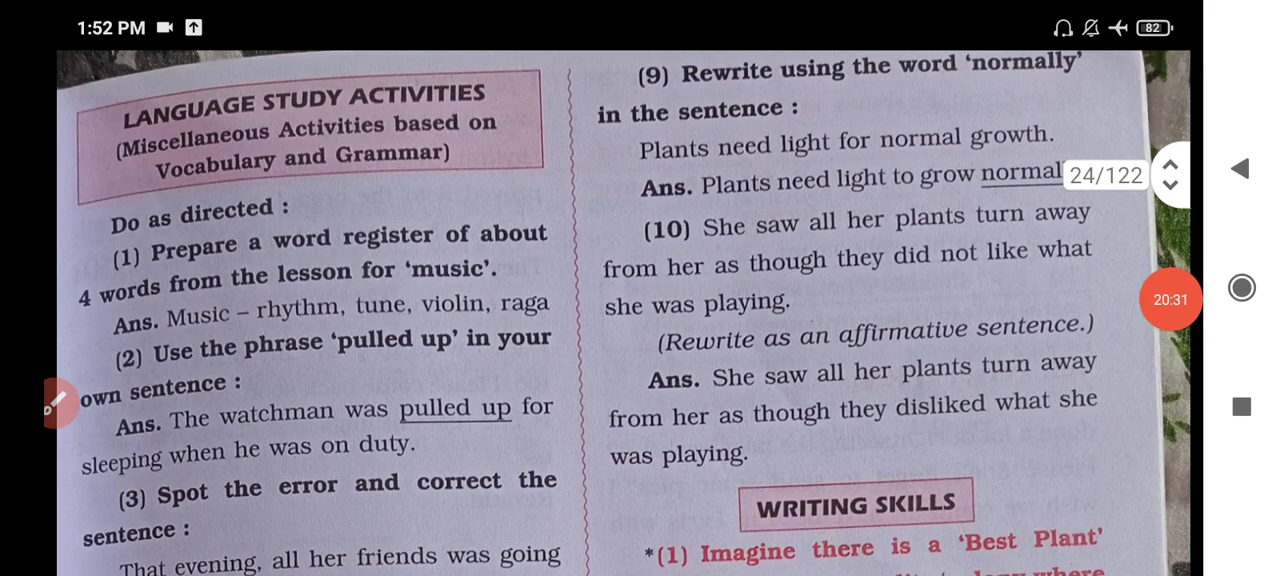 1:52 PM
82
LANGUAGE STUDY ACTIVITIES
(Miscellaneous Activities based on
Vocabulary and Grammar)
Do as directed :
(1) Prepare a word register of about
4 words from the lesson for ‘music’.
Ans. Music – rhythm, tune, violin, raga
(2) Use the phrase ‘pulled up’ in your
own sentence :
Ans. The watchman was pulled up for
sleeping when he was on duty.
(3) Spot the error and correct the
sentence :
That evening, all her friends was going
(9) Rewrite using the word ‘normally’
in the sentence :
Plants need light for normal growth.
Ans. Plants need light to grow normal
24/122
(10) She saw all her plants turn away
from her as though they did not like what
she was playing.
20:31
(Rewrite as an affirmative sentence.)
Ans. She saw all her plants turn away
from her as though they disliked what she
was playing.
WRITING SKILLS
*(1) Imagine there is a ‘Best Plant’